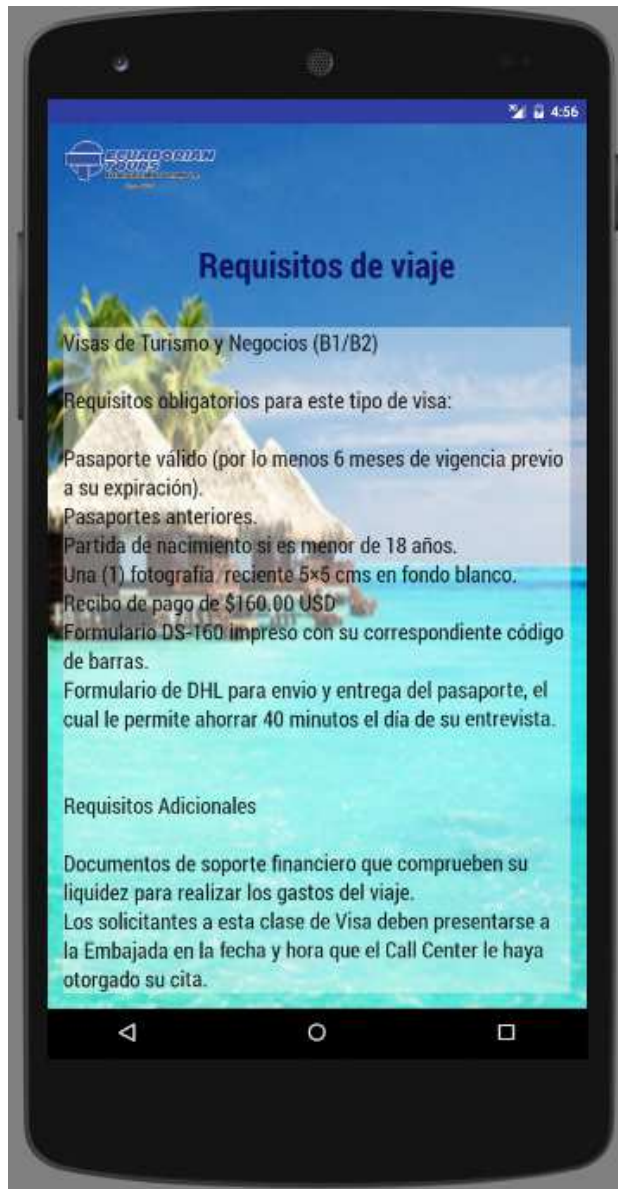 4:56
ECUADORIAN
TOURS
Requisitos de viaje
Visas de Turismo y Negocios (B1/B2)
Requisitos obligatorios para este tipo de visa:
Pasaporte válido (por lo menos 6 meses de vigencia previo
a su expiración).
Pasaportes anteriores.
Partida de nacimiento si es menor de 18 años.
Una (1) fotografía reciente 5×5 cms en fondo blanco.
Recibo de pago de $160.00 USD
Formulario DS-160 impreso con su correspondiente código
de barras.
Formulario de DHL para envio y entrega del pasaporte, el
cual le permite ahorrar 40 minutos el día de su entrevista.
Requisitos Adicionales
Documentos de soporte financiero que comprueben su
liquidez para realizar los gastos del viaje.
Los solicitantes a esta clase de Visa deben presentarse a
la Embajada en la fecha y hora que el Call Center le haya
otorgado su cita.